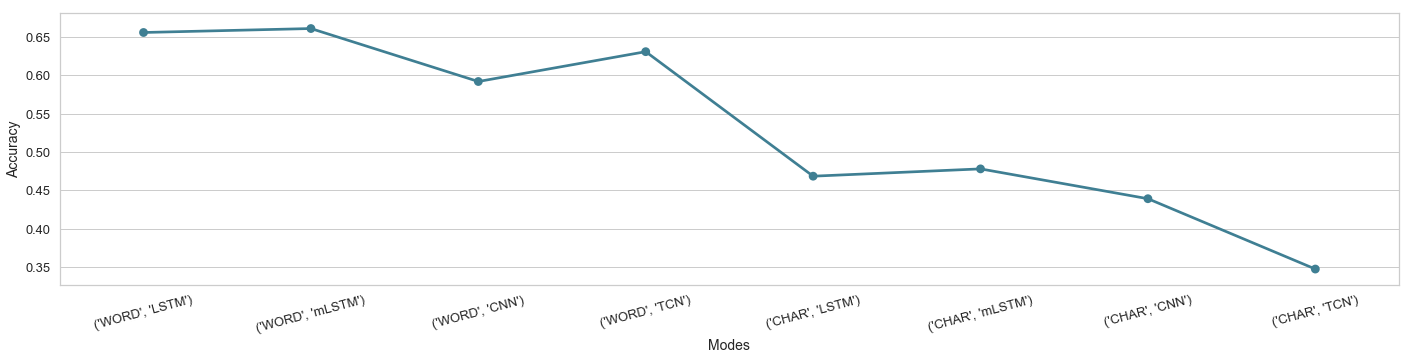 0.65
0.60
0.55
0.50
0.45
0.40
0.35
Accuracy
('WORD', 'LSTM')
('WORD', 'mLSTM')
('WORD', 'CNN')
('WORD', 'TCN')
('CHAR', 'LSTM')
('CHAR', 'mLSTM')
('CHAR', 'CNN')
('CHAR', 'TCN')
Modes